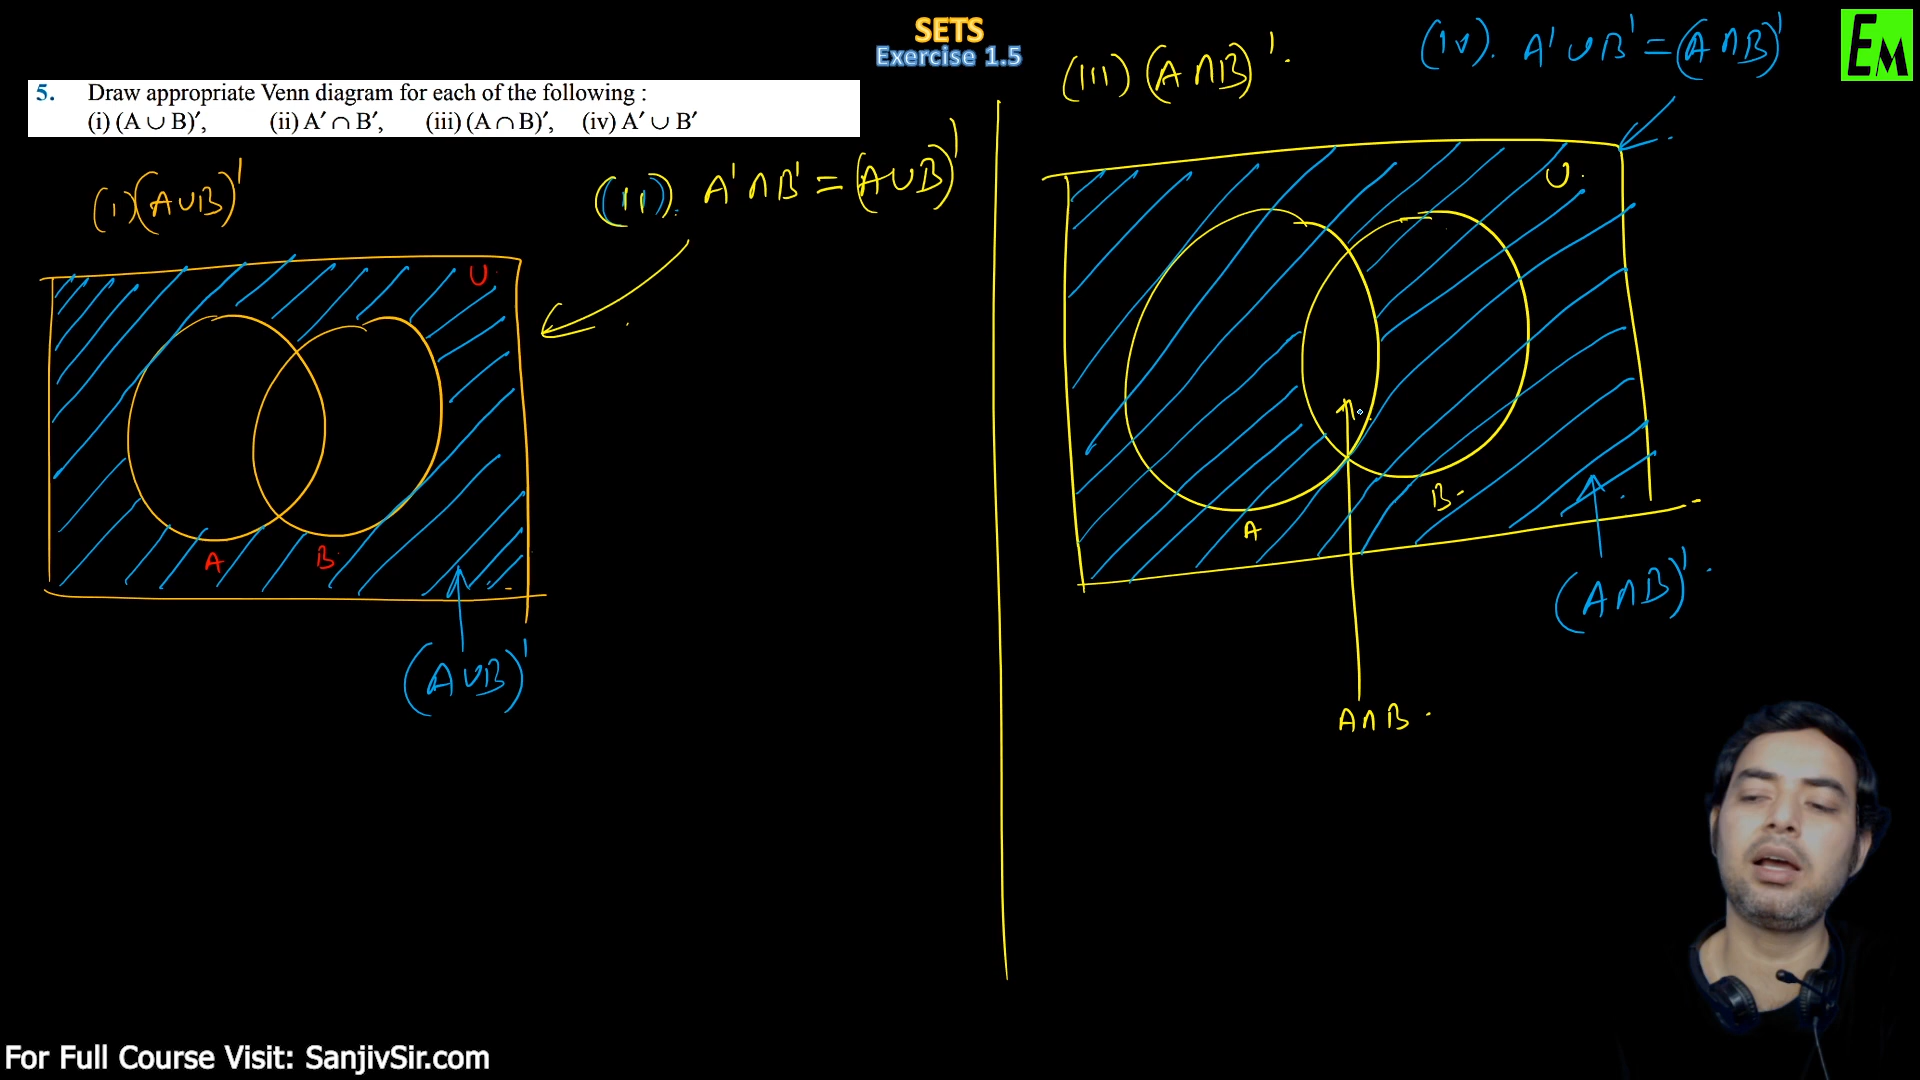 SETS
Exercise 1.5
EM
5. Draw appropriate Venn diagram for each of the following :
(i) (A ∪ B)′, (ii) A′ ∩ B′, (iii) (A ∩ B)′, (iv) A′ ∪ B′
(i) (A∪B)'
(ii). A'∩B' = (A∪B)'
(iii) (A∩B)'.
(iv). A'∪B' = (A∩B)'
U.
A
B.
(A∪B)'
U.
A
B-
(A∩B)'.
A∩B.
For Full Course Visit: SanjivSir.com